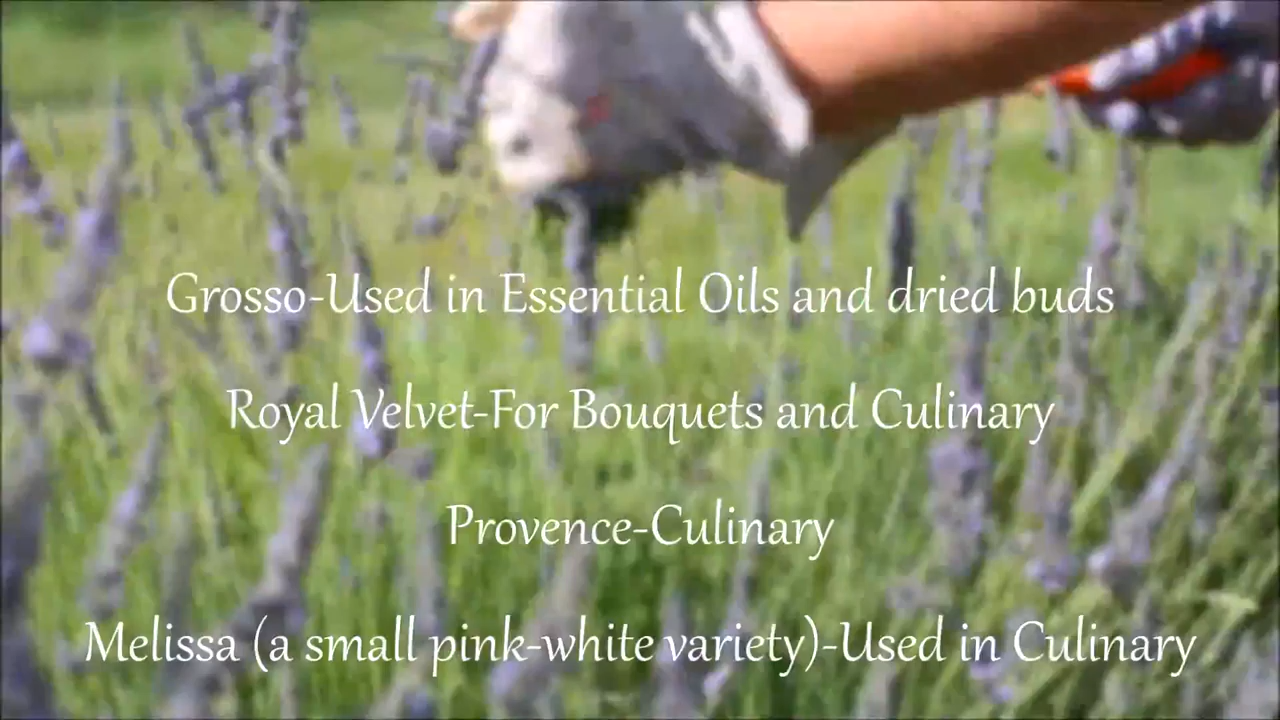 Grosso-Used in Essential Oils and dried buds
Royal Velvet-For Bouquets and Culinary
Provence-Culinary
Melissa (a small pink-white variety)-Used in Culinary